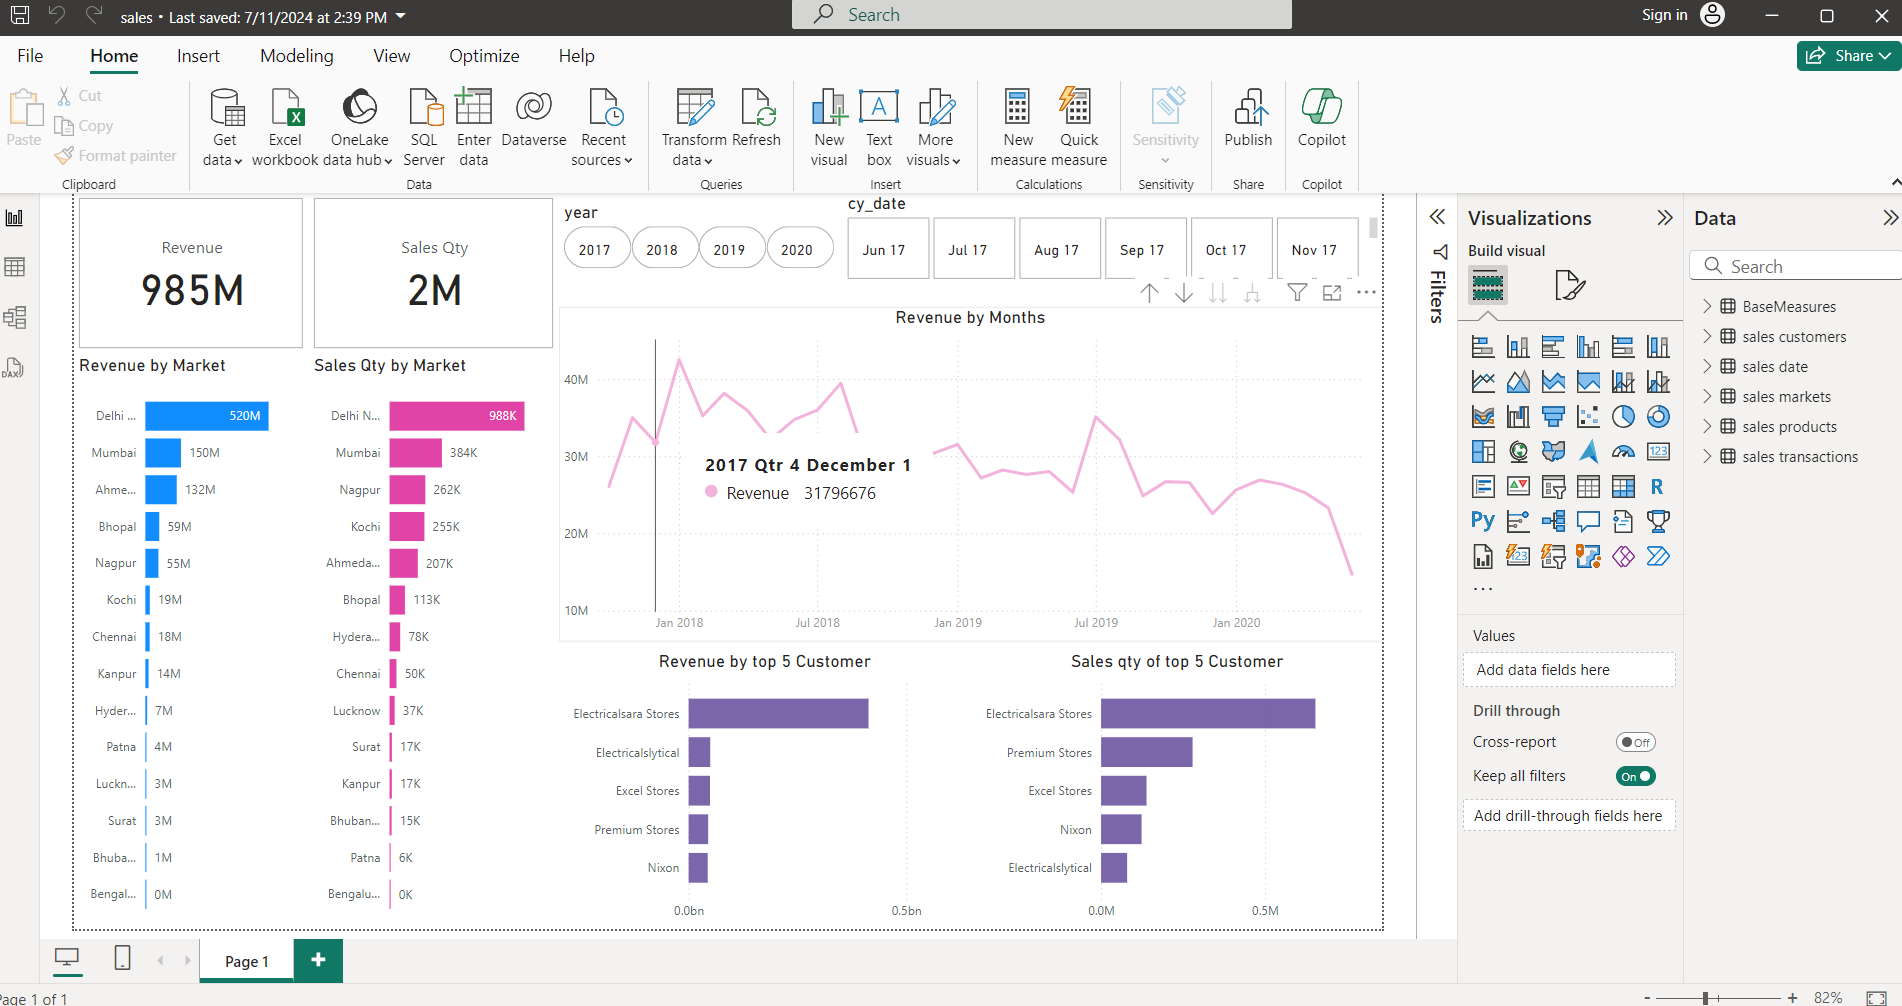 sales • Last saved: 7/11/2024 at 2:39 PM
Search
Sign in
File
Home
Insert
Modeling
View
Optimize
Help
Share
Paste
Cut
Copy
Format painter
Clipboard
Get data
Excel workbook
OneLake data hub
SQL Server
Enter data
Dataverse
Recent sources
Data
Transform data
Refresh
Queries
New visual
Text box
More visuals
Insert
New measure
Quick measure
Calculations
Sensitivity
Sensitivity
Publish
Share
Copilot
Copilot
Revenue
985M
Sales Qty
2M
year
2017
2018
2019
2020
cy_date
Jun 17
Jul 17
Aug 17
Sep 17
Oct 17
Nov 17
Revenue by Market
Delhi ... 520M
Mumbai 150M
Ahme... 132M
Bhopal 59M
Nagpur 55M
Kochi 19M
Chennai 18M
Kanpur 14M
Hyder... 7M
Patna 4M
Luckn... 3M
Surat 3M
Bhuba... 1M
Bengal... 0M
Sales Qty by Market
Delhi N... 988K
Mumbai 384K
Nagpur 262K
Kochi 255K
Ahmeda... 207K
Bhopal 113K
Hydera... 78K
Chennai 50K
Lucknow 37K
Surat 17K
Kanpur 17K
Bhuban... 15K
Patna 6K
Bengalu... 0K
Revenue by Months
40M
30M
20M
10M
2017 Qtr 4 December 1
Revenue 31796676
Jan 2018
Jul 2018
Jan 2019
Jul 2019
Jan 2020
Revenue by top 5 Customer
Electricalsara Stores
Electricalslytical
Excel Stores
Premium Stores
Nixon
0.0bn
0.5bn
Sales qty of top 5 Customer
Electricalsara Stores
Premium Stores
Excel Stores
Nixon
Electricalslytical
0.0M
0.5M
Filters
Visualizations
Build visual
123
R
Py
123
...
Values
Add data fields here
Drill through
Cross-report
Off
Keep all filters
On
Add drill-through fields here
Data
Search
BaseMeasures
sales customers
sales date
sales markets
sales products
sales transactions
DAX
Page 1
+
Page 1 of 1
- + 82%